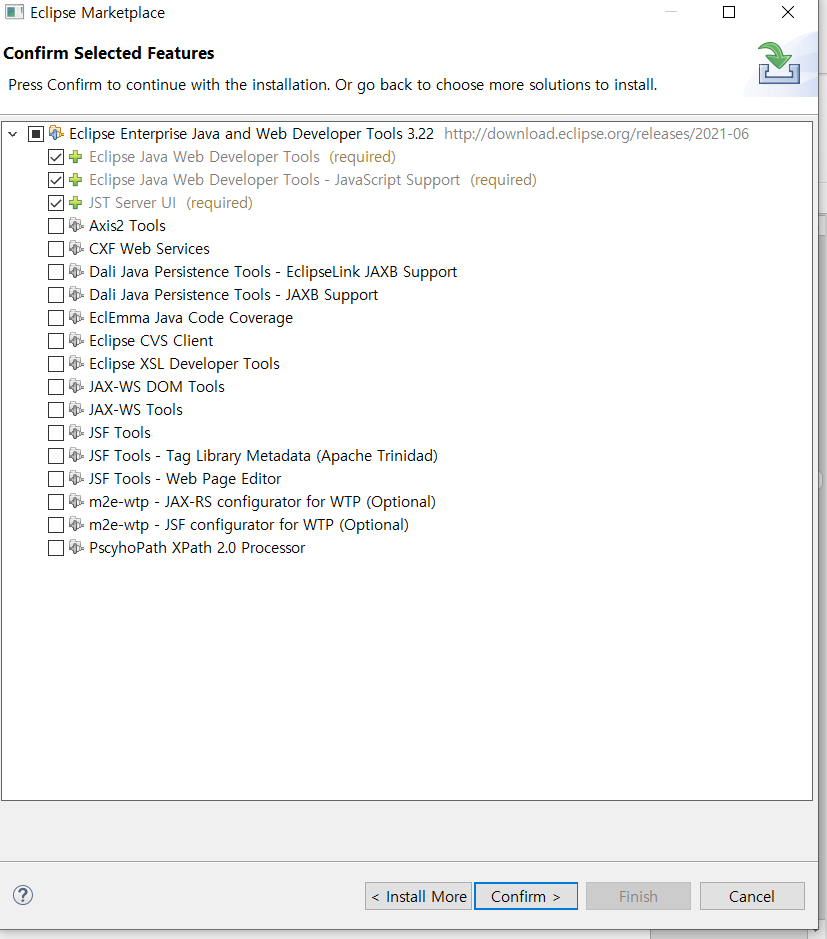 Eclipse Marketplace
Confirm Selected Features
Press Confirm to continue with the installation. Or go back to choose more solutions to install.
Eclipse Enterprise Java and Web Developer Tools 3.22 http://download.eclipse.org/releases/2021-06
Eclipse Java Web Developer Tools (required)
Eclipse Java Web Developer Tools - JavaScript Support (required)
JST Server UI (required)
Axis2 Tools
CXF Web Services
Dali Java Persistence Tools - EclipseLink JAXB Support
Dali Java Persistence Tools - JAXB Support
EclEmma Java Code Coverage
Eclipse CVS Client
Eclipse XSL Developer Tools
JAX-WS DOM Tools
JAX-WS Tools
JSF Tools
JSF Tools - Tag Library Metadata (Apache Trinidad)
JSF Tools - Web Page Editor
m2e-wtp - JAX-RS configurator for WTP (Optional)
m2e-wtp - JSF configurator for WTP (Optional)
PscyhoPath XPath 2.0 Processor
? < Install More Confirm > Finish Cancel